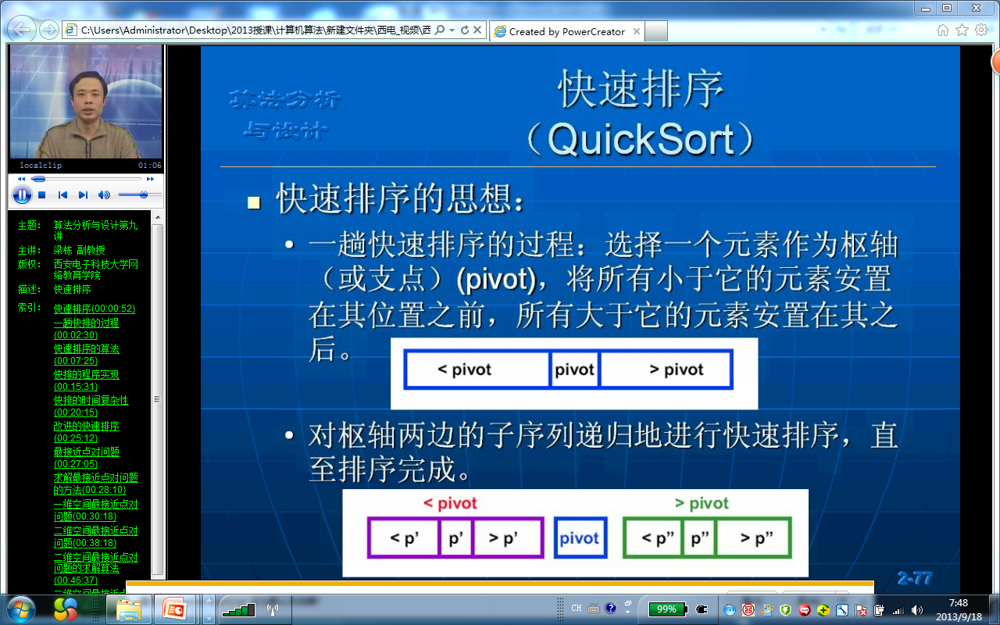 C:\Users\Administrator\Desktop\2013授课\计算机算法\新建文件夹\西电_视频\西
Created by PowerCreator
localclip 01:06
主题: 算法分析与设计第九
讲
主讲: 梁栋 副教授
版权: 西安电子科技大学网
络教育学院
描述: 快速排序
索引: 快速排序(00:00:52)
一趟快排的过程
(00:02:30)
快速排序的算法
(00:07:25)
快排的程序实现
(00:15:31)
快排的时间复杂性
(00:20:15)
改进的快速排序
(00:25:12)
最接近点对问题
(00:27:05)
求解最接近点对问题
的方法(00:28:10)
一维空间最接近点对
问题(00:30:18)
二维空间最接近点对
问题(00:38:18)
二维空间最接近点对
问题的求解算法
(00:46:37)
二维空间最接近点
算法分析
与设计
快速排序
(QuickSort)
快速排序的思想:
• 一趟快速排序的过程:选择一个元素作为枢轴
(或支点)(pivot),将所有小于它的元素安置
在其位置之前,所有大于它的元素安置在其之
后。
< pivot pivot > pivot
• 对枢轴两边的子序列递归地进行快速排序,直
至排序完成。
< pivot > pivot
< p’ p’ > p’ pivot < p” p” > p”
2-77
CH 99% 7:48
2013/9/18